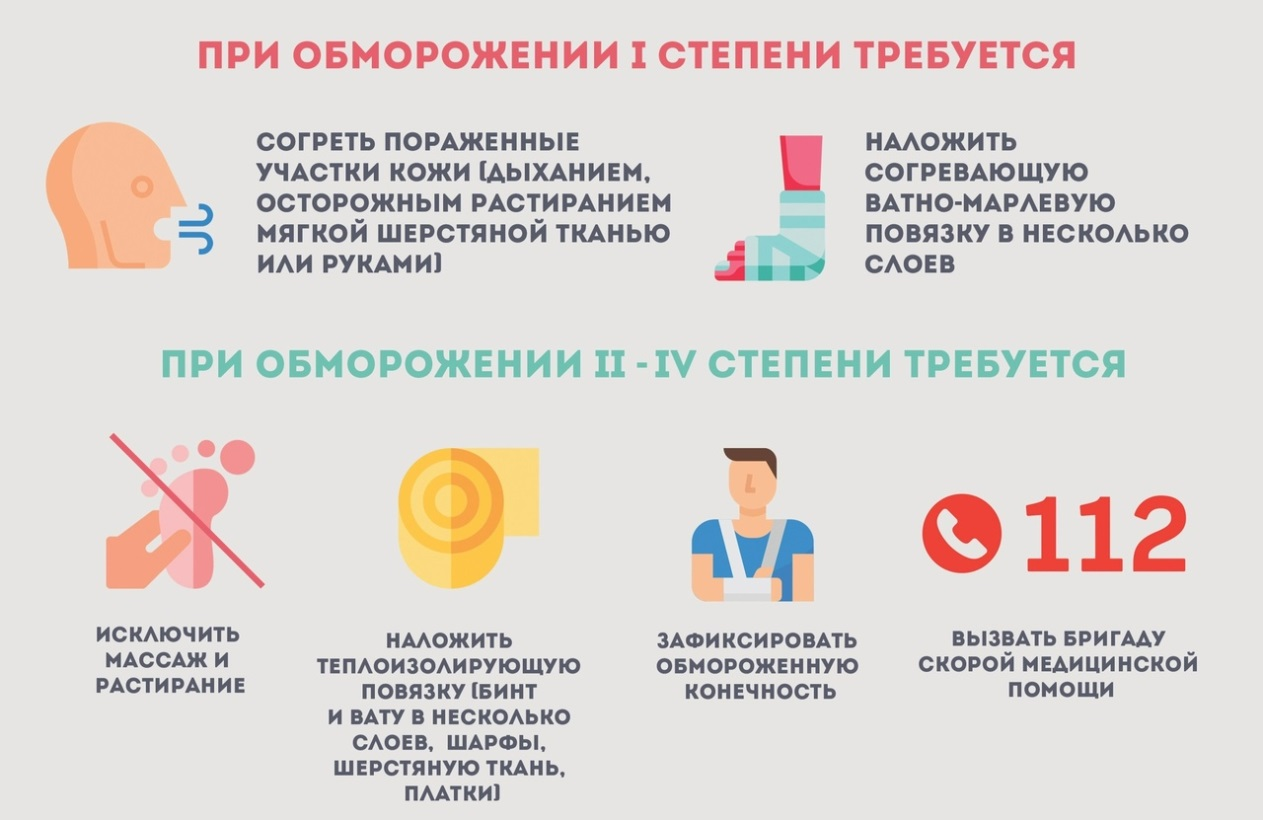 ПРИ ОБМОРОЖЕНИИ I СТЕПЕНИ ТРЕБУЕТСЯ
СОГРЕТЬ ПОРАЖЕННЫЕ
УЧАСТКИ КОЖИ (ДЫХАНИЕМ,
ОСТОРОЖНЫМ РАСТИРАНИЕМ
МЯГКОЙ ШЕРСТЯНОЙ ТКАНЬЮ
ИЛИ РУКАМИ)
НАЛОЖИТЬ
СОГРЕВАЮЩУЮ
ВАТНО-МАРЛЕВУЮ
ПОВЯЗКУ В НЕСКОЛЬКО
СЛОЕВ
ПРИ ОБМОРОЖЕНИИ II - IV СТЕПЕНИ ТРЕБУЕТСЯ
ИСКЛЮЧИТЬ
МАССАЖ И
РАСТИРАНИЕ
НАЛОЖИТЬ
ТЕПЛОИЗОЛИРУЮЩУЮ
ПОВЯЗКУ (БИНТ
И ВАТУ В НЕСКОЛЬКО
СЛОЕВ, ШАРФЫ,
ШЕРСТЯНУЮ ТКАНЬ,
ПЛАТКИ)
ЗАФИКСИРОВАТЬ
ОБМОРОЖЕННУЮ
КОНЕЧНОСТЬ
112
ВЫЗВАТЬ БРИГАДУ
СКОРОЙ МЕДИЦИНСКОЙ
ПОМОЩИ